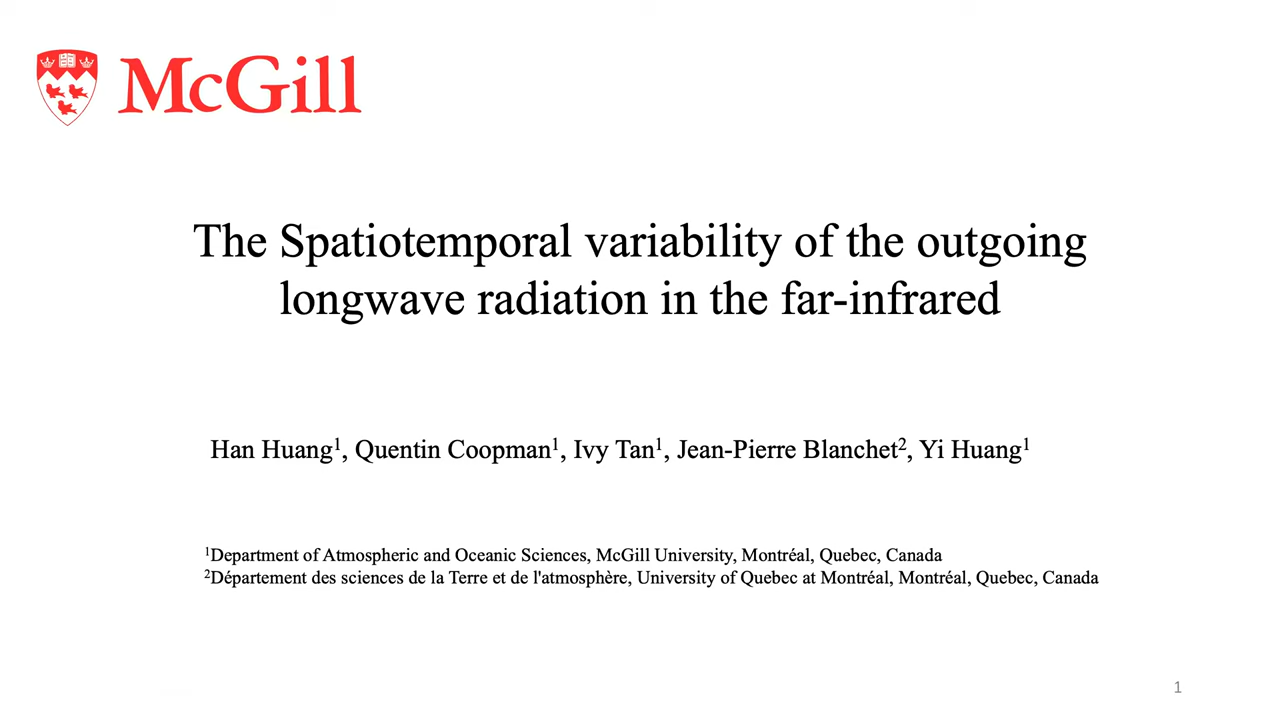 McGill
The Spatiotemporal variability of the outgoing
longwave radiation in the far-infrared
Han Huang¹, Quentin Coopman¹, Ivy Tan¹, Jean-Pierre Blanchet², Yi Huang¹
¹Department of Atmospheric and Oceanic Sciences, McGill University, Montréal, Quebec, Canada
²Département des sciences de la Terre et de l'atmosphère, University of Quebec at Montréal, Montréal, Quebec, Canada
1